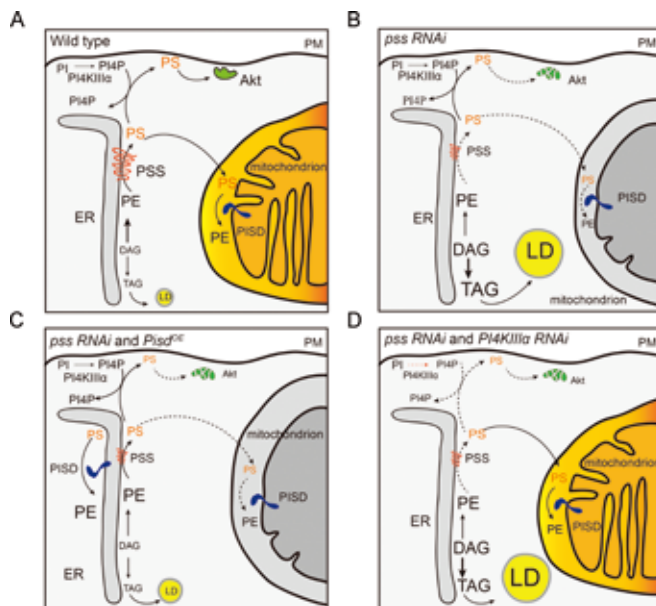 A
Wild type
PM
PI → PI4P
PI4KIIIα
PI4P
PS
Akt
PS
PSS
PE
ER
DAG
TAG
LD
mitochondrion
PS
PE
PISD
B
pss RNAi
PM
PI → PI4P
PI4KIIIα
PI4P
PS
Akt
PS
PSS
PE
ER
DAG
TAG
LD
PS
PISD
PE
mitochondrion
C
pss RNAi and Pisd^OE
PM
PI → PI4P
PI4KIIIα
PI4P
PS
Akt
PS
PS
PSS
PISD
PE
PE
ER
DAG
TAG
LD
mitochondrion
PS
PISD
PE
D
pss RNAi and PI4KIIIα RNAi
PM
PI → PI4P
PI4KIIIα
PI4P
PS
Akt
PS
PSS
PE
ER
DAG
TAG
LD
mitochondrion
PS
PE
PISD